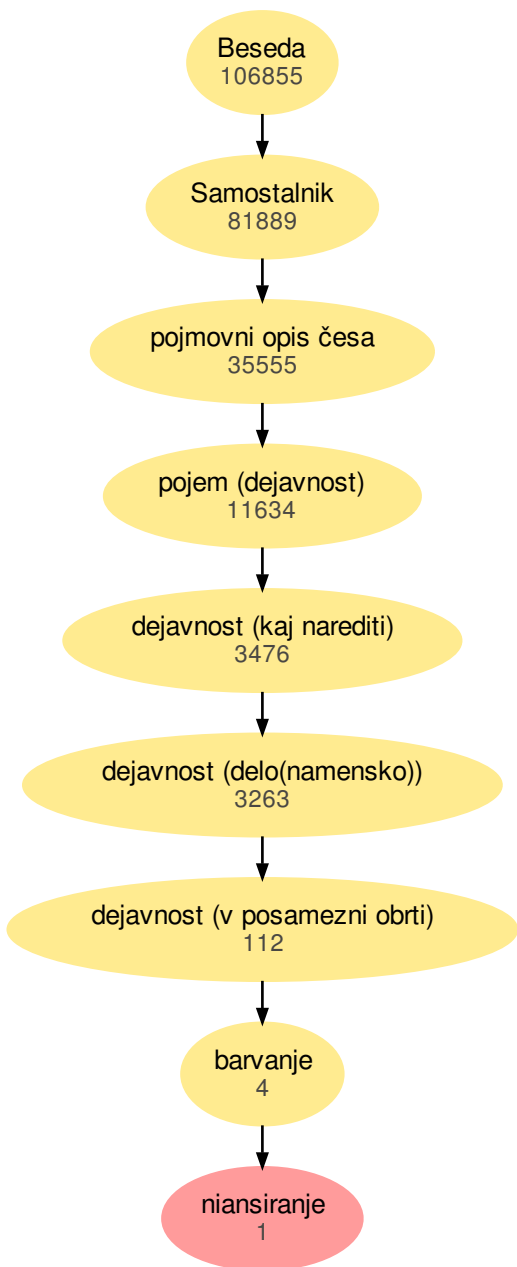 Beseda
106855
Samostalnik
81889
pojmovni opis česa
35555
pojem (dejavnost)
11634
dejavnost (kaj narediti)
3476
dejavnost (delo(namensko))
3263
dejavnost (v posamezni obrti)
112
barvanje
4
niansiranje
1